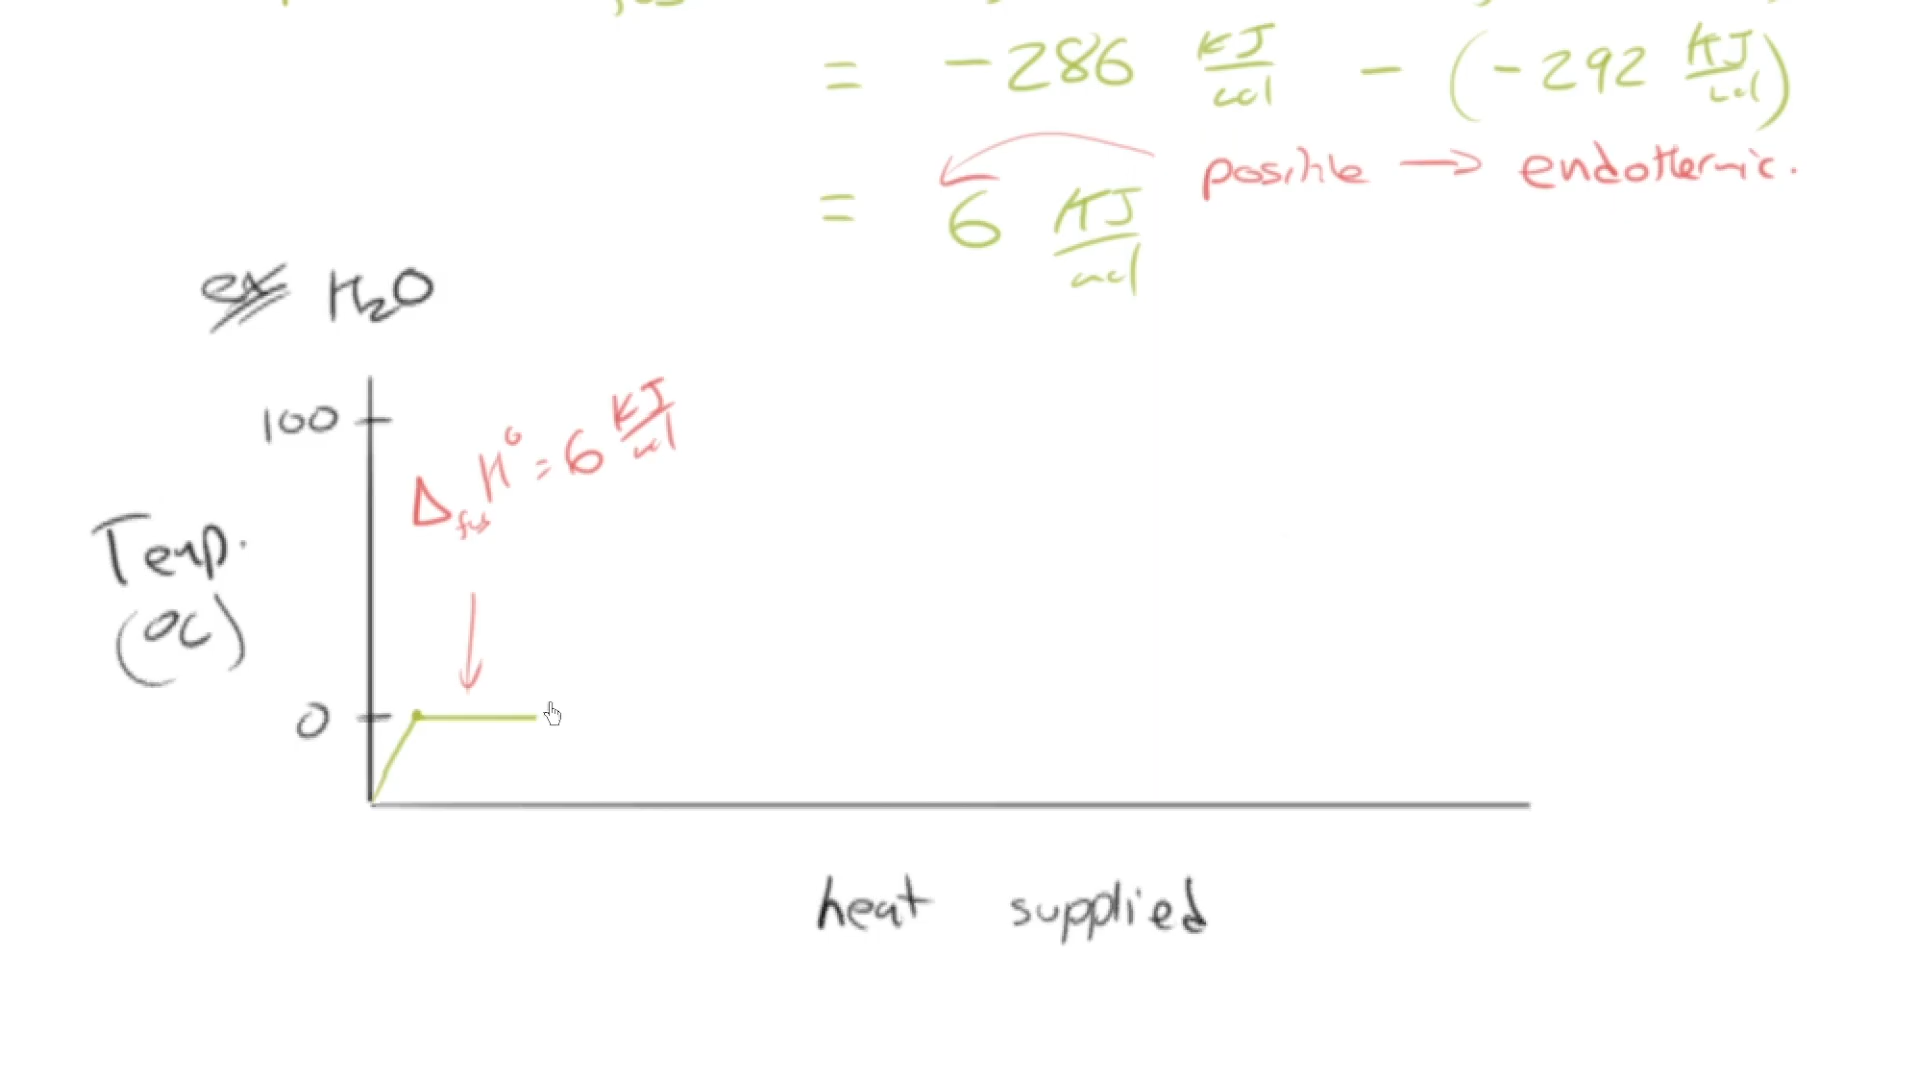 = -286 KJ/mol - (-292 KJ/mol)
positive → endothermic.
= 6 KJ/mol
ex H₂O
100
Δfus H° = 6 KJ/mol
Temp.
(°C)
0
heat supplied